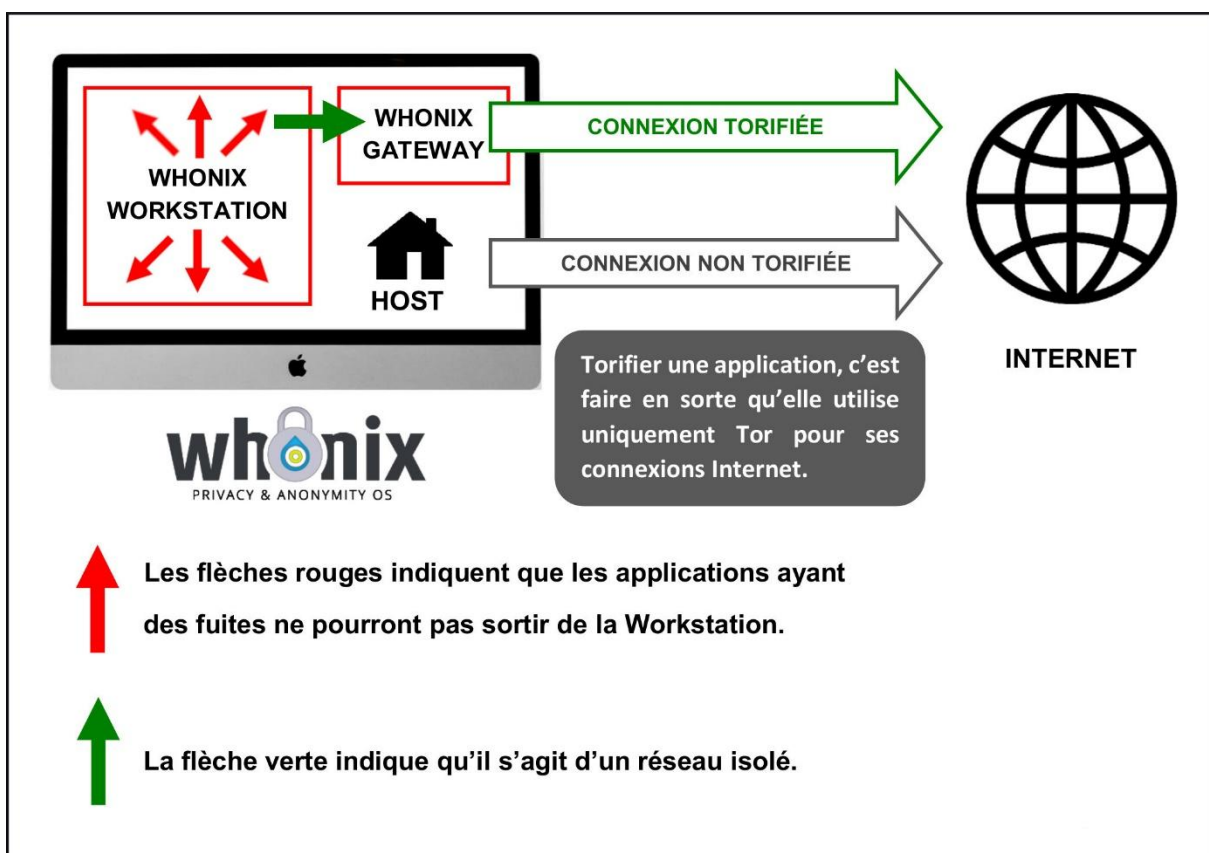 WHONIX
WORKSTATION
WHONIX
GATEWAY
HOST
CONNEXION TORIFIÉE
CONNEXION NON TORIFIÉE
INTERNET
Torifier une application, c’est
faire en sorte qu’elle utilise
uniquement Tor pour ses
connexions Internet.
whonix
PRIVACY & ANONYMITY OS
Les flèches rouges indiquent que les applications ayant
des fuites ne pourront pas sortir de la Workstation.
La flèche verte indique qu’il s’agit d’un réseau isolé.